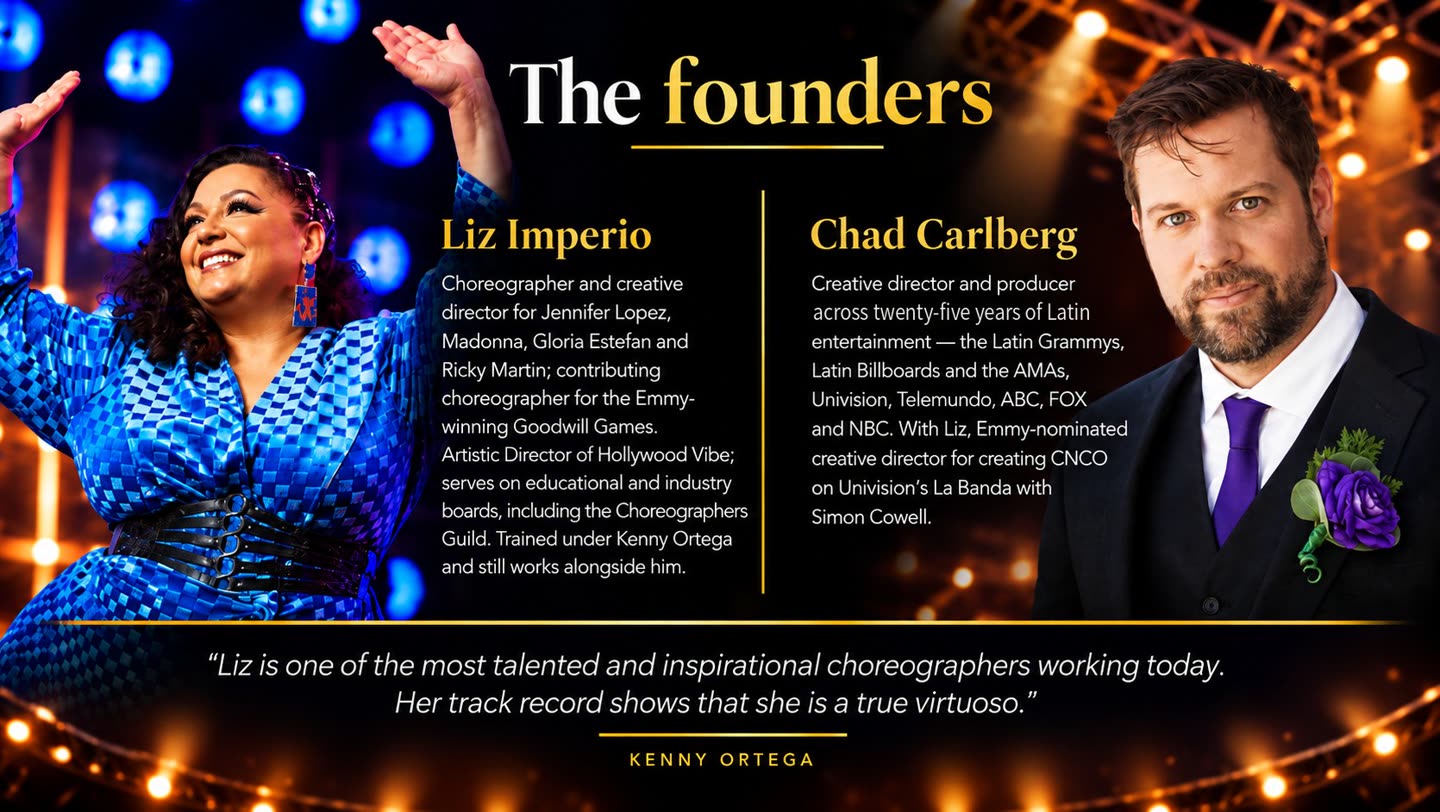 The founders
Liz Imperio
Choreographer and creative
director for Jennifer Lopez,
Madonna, Gloria Estefan and
Ricky Martin; contributing
choreographer for the Emmy-
winning Goodwill Games.
Artistic Director of Hollywood Vibe;
serves on educational and industry
boards, including the Choreographers
Guild. Trained under Kenny Ortega
and still works alongside him.
Chad Carlberg
Creative director and producer
across twenty-five years of Latin
entertainment — the Latin Grammys,
Latin Billboards and the AMAs,
Univision, Telemundo, ABC, FOX
and NBC. With Liz, Emmy-nominated
creative director for creating CNCO
on Univision’s La Banda with
Simon Cowell.
“Liz is one of the most talented and inspirational choreographers working today.
Her track record shows that she is a true virtuoso.”
KENNY ORTEGA